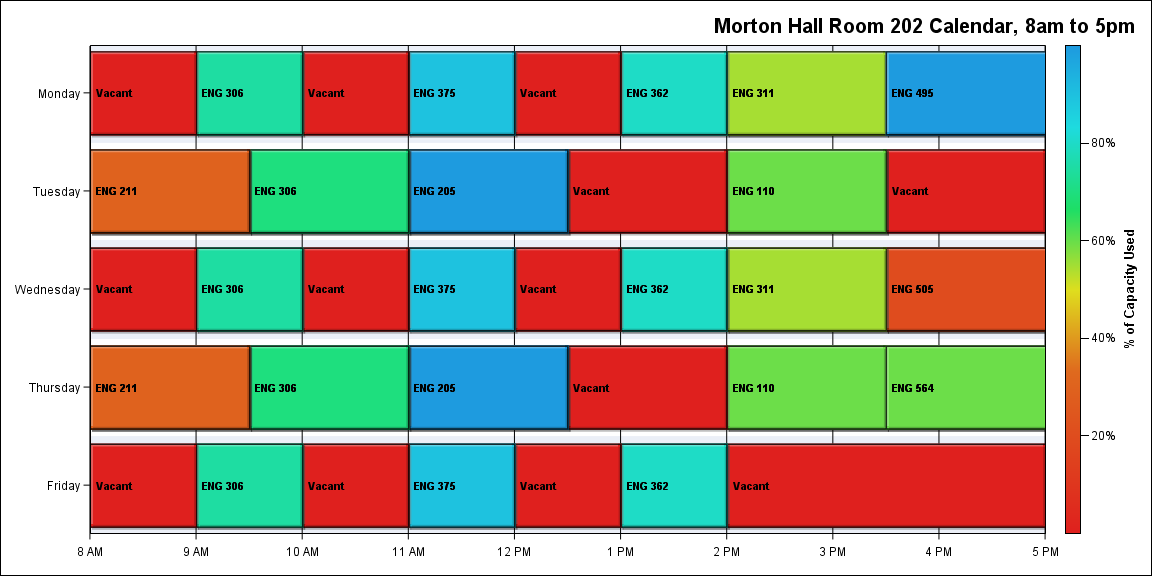 Morton Hall Room 202 Calendar, 8am to 5pm
Monday
Vacant
ENG 306
Vacant
ENG 375
Vacant
ENG 362
ENG 311
ENG 495
Tuesday
ENG 211
ENG 306
ENG 205
Vacant
ENG 110
Vacant
Wednesday
Vacant
ENG 306
Vacant
ENG 375
Vacant
ENG 362
ENG 311
ENG 505
Thursday
ENG 211
ENG 306
ENG 205
Vacant
ENG 110
ENG 564
Friday
Vacant
ENG 306
Vacant
ENG 375
Vacant
ENG 362
Vacant
8 AM
9 AM
10 AM
11 AM
12 PM
1 PM
2 PM
3 PM
4 PM
5 PM
80%
60%
40%
20%
% of Capacity Used